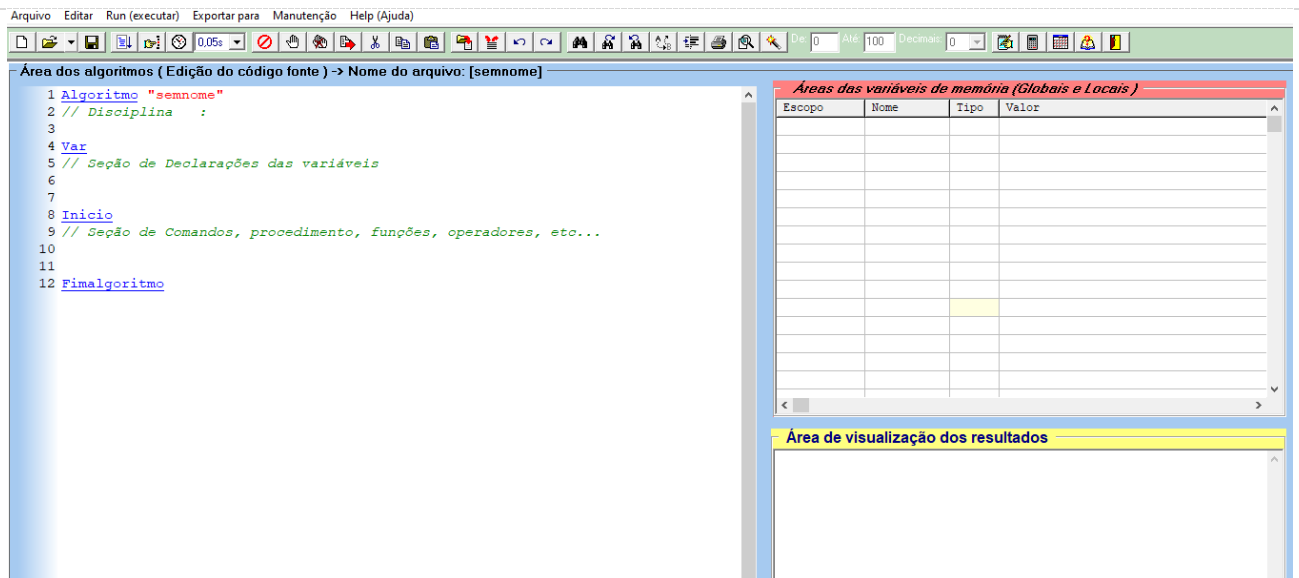 Arquivo Editar Run (executar) Exportar para Manutenção Help (Ajuda)
0,05s De: 0 Até: 100 Decimais: 0
Área dos algoritmos ( Edição do código fonte ) -> Nome do arquivo: [semnome]
1 Algoritmo "semnome"
2 // Disciplina   :
3
4 Var
5 // Seção de Declarações das variáveis
6
7
8 Inicio
9 // Seção de Comandos, procedimento, funções, operadores, etc...
10
11
12 Fimalgoritmo
Áreas das variáveis de memória (Globais e Locais )
Escopo Nome Tipo Valor
Área de visualização dos resultados